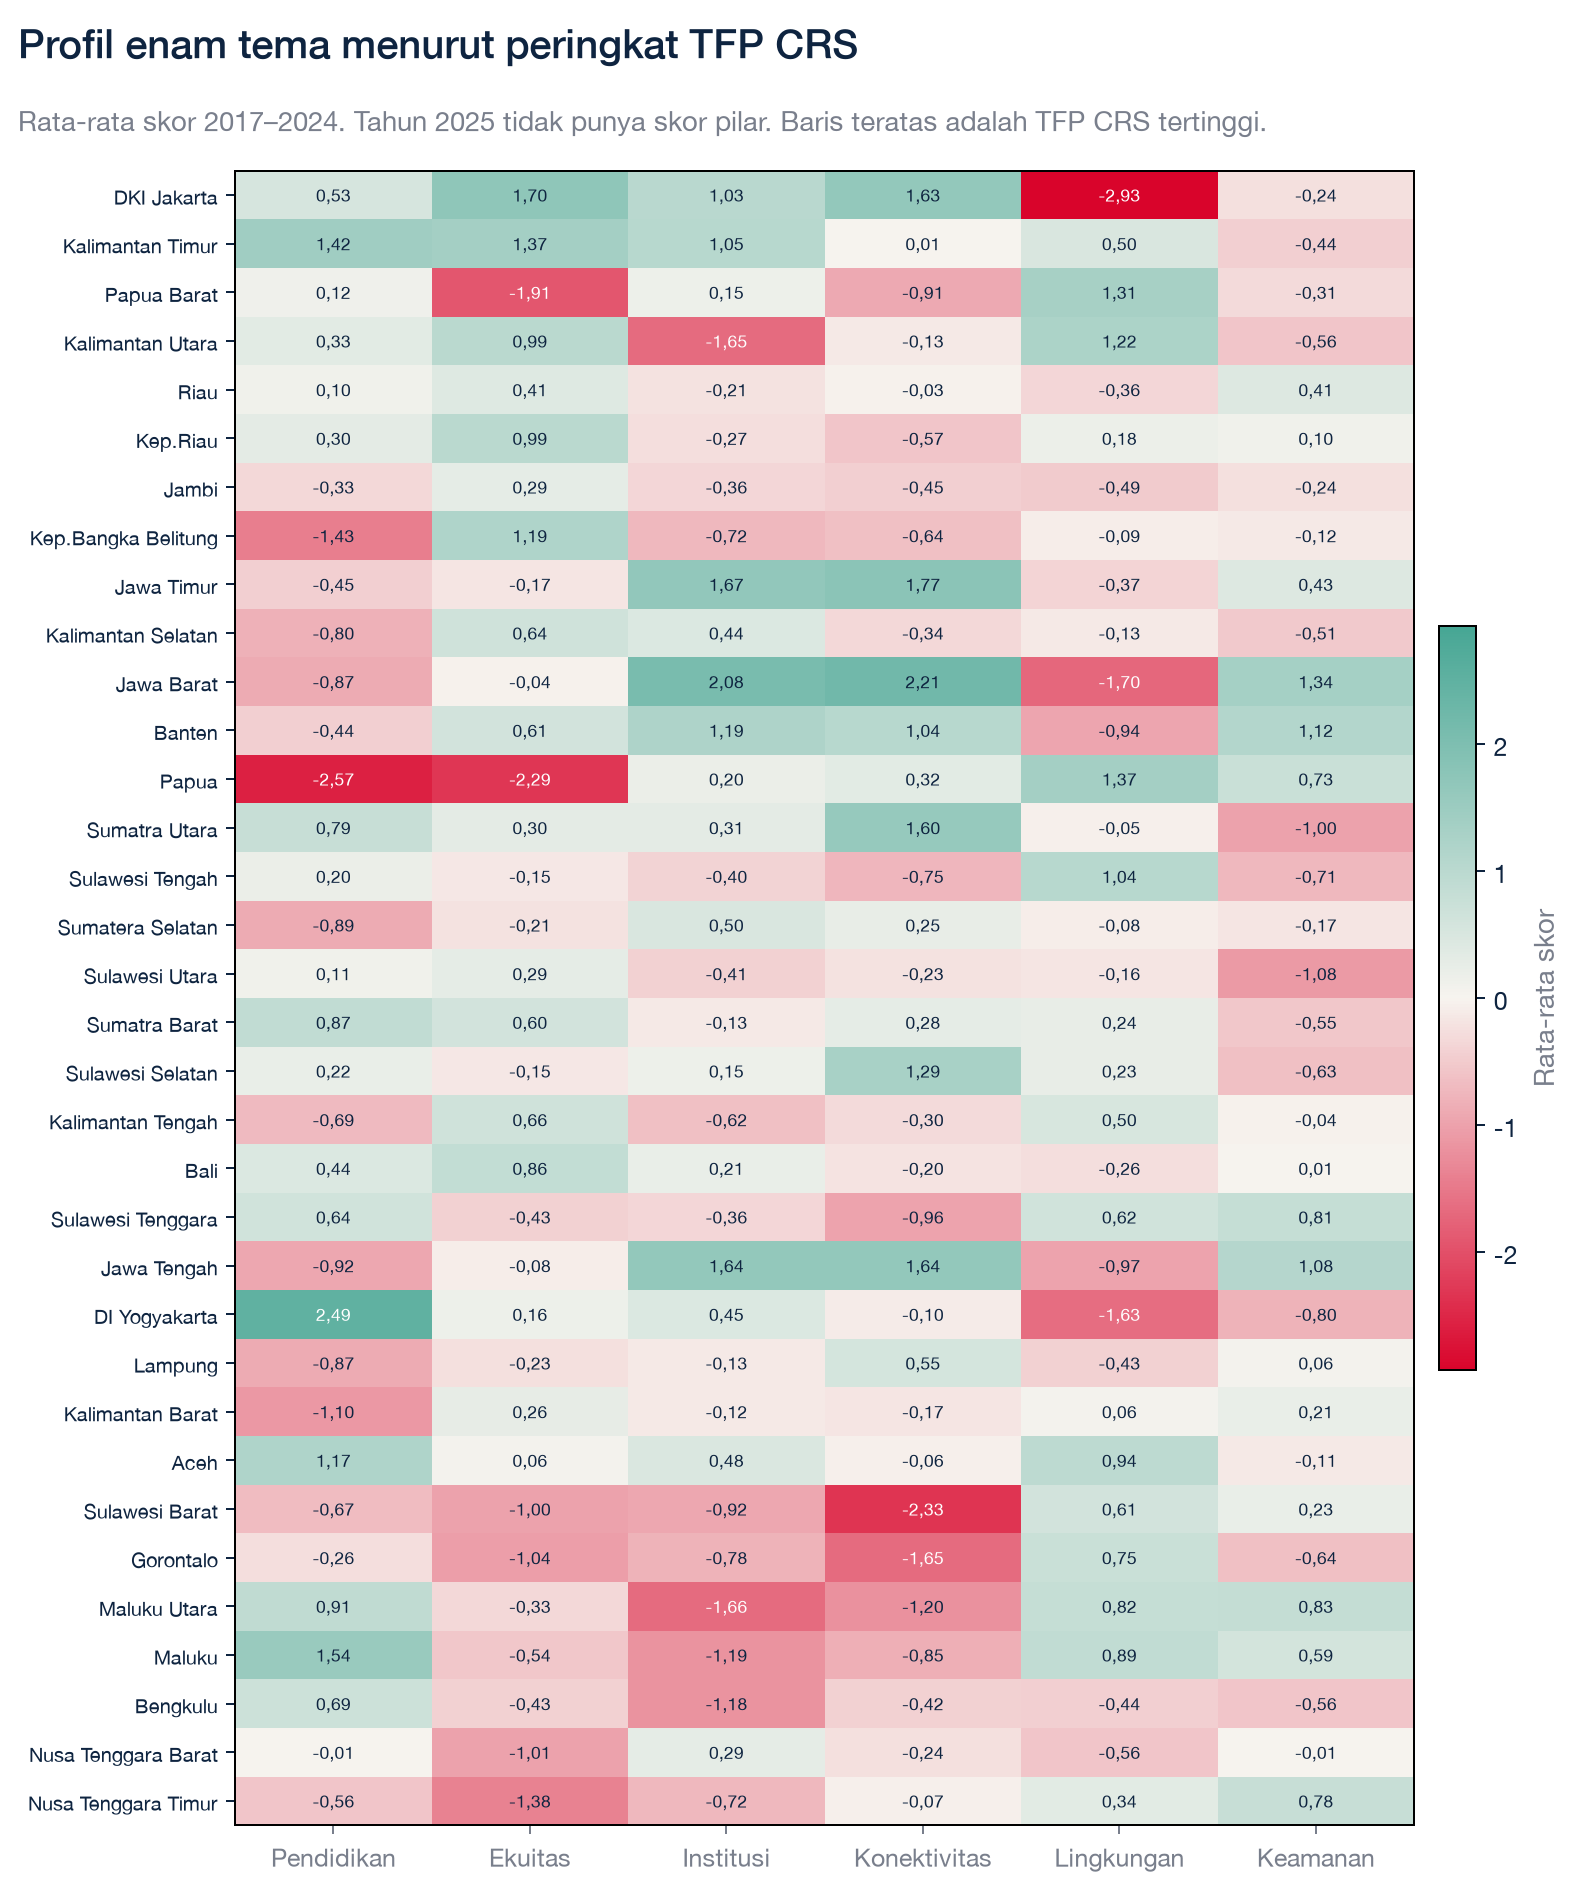 Profil enam tema menurut peringkat TFP CRS
Rata-rata skor 2017–2024. Tahun 2025 tidak punya skor pilar. Baris teratas adalah TFP CRS tertinggi.
DKI Jakarta 0,53 1,70 1,03 1,63 -2,93 -0,24
Kalimantan Timur 1,42 1,37 1,05 0,01 0,50 -0,44
Papua Barat 0,12 -1,91 0,15 -0,91 1,31 -0,31
Kalimantan Utara 0,33 0,99 -1,65 -0,13 1,22 -0,56
Riau 0,10 0,41 -0,21 -0,03 -0,36 0,41
Kep.Riau 0,30 0,99 -0,27 -0,57 0,18 0,10
Jambi -0,33 0,29 -0,36 -0,45 -0,49 -0,24
Kep.Bangka Belitung -1,43 1,19 -0,72 -0,64 -0,09 -0,12
Jawa Timur -0,45 -0,17 1,67 1,77 -0,37 0,43
Kalimantan Selatan -0,80 0,64 0,44 -0,34 -0,13 -0,51
Jawa Barat -0,87 -0,04 2,08 2,21 -1,70 1,34
Banten -0,44 0,61 1,19 1,04 -0,94 1,12
Papua -2,57 -2,29 0,20 0,32 1,37 0,73
Sumatra Utara 0,79 0,30 0,31 1,60 -0,05 -1,00
Sulawesi Tengah 0,20 -0,15 -0,40 -0,75 1,04 -0,71
Sumatera Selatan -0,89 -0,21 0,50 0,25 -0,08 -0,17
Sulawesi Utara 0,11 0,29 -0,41 -0,23 -0,16 -1,08
Sumatra Barat 0,87 0,60 -0,13 0,28 0,24 -0,55
Sulawesi Selatan 0,22 -0,15 0,15 1,29 0,23 -0,63
Kalimantan Tengah -0,69 0,66 -0,62 -0,30 0,50 -0,04
Bali 0,44 0,86 0,21 -0,20 -0,26 0,01
Sulawesi Tenggara 0,64 -0,43 -0,36 -0,96 0,62 0,81
Jawa Tengah -0,92 -0,08 1,64 1,64 -0,97 1,08
DI Yogyakarta 2,49 0,16 0,45 -0,10 -1,63 -0,80
Lampung -0,87 -0,23 -0,13 0,55 -0,43 0,06
Kalimantan Barat -1,10 0,26 -0,12 -0,17 0,06 0,21
Aceh 1,17 0,06 0,48 -0,06 0,94 -0,11
Sulawesi Barat -0,67 -1,00 -0,92 -2,33 0,61 0,23
Gorontalo -0,26 -1,04 -0,78 -1,65 0,75 -0,64
Maluku Utara 0,91 -0,33 -1,66 -1,20 0,82 0,83
Maluku 1,54 -0,54 -1,19 -0,85 0,89 0,59
Bengkulu 0,69 -0,43 -1,18 -0,42 -0,44 -0,56
Nusa Tenggara Barat -0,01 -1,01 0,29 -0,24 -0,56 -0,01
Nusa Tenggara Timur -0,56 -1,38 -0,72 -0,07 0,34 0,78
Pendidikan Ekuitas Institusi Konektivitas Lingkungan Keamanan
2
1
0
-1
-2
Rata-rata skor